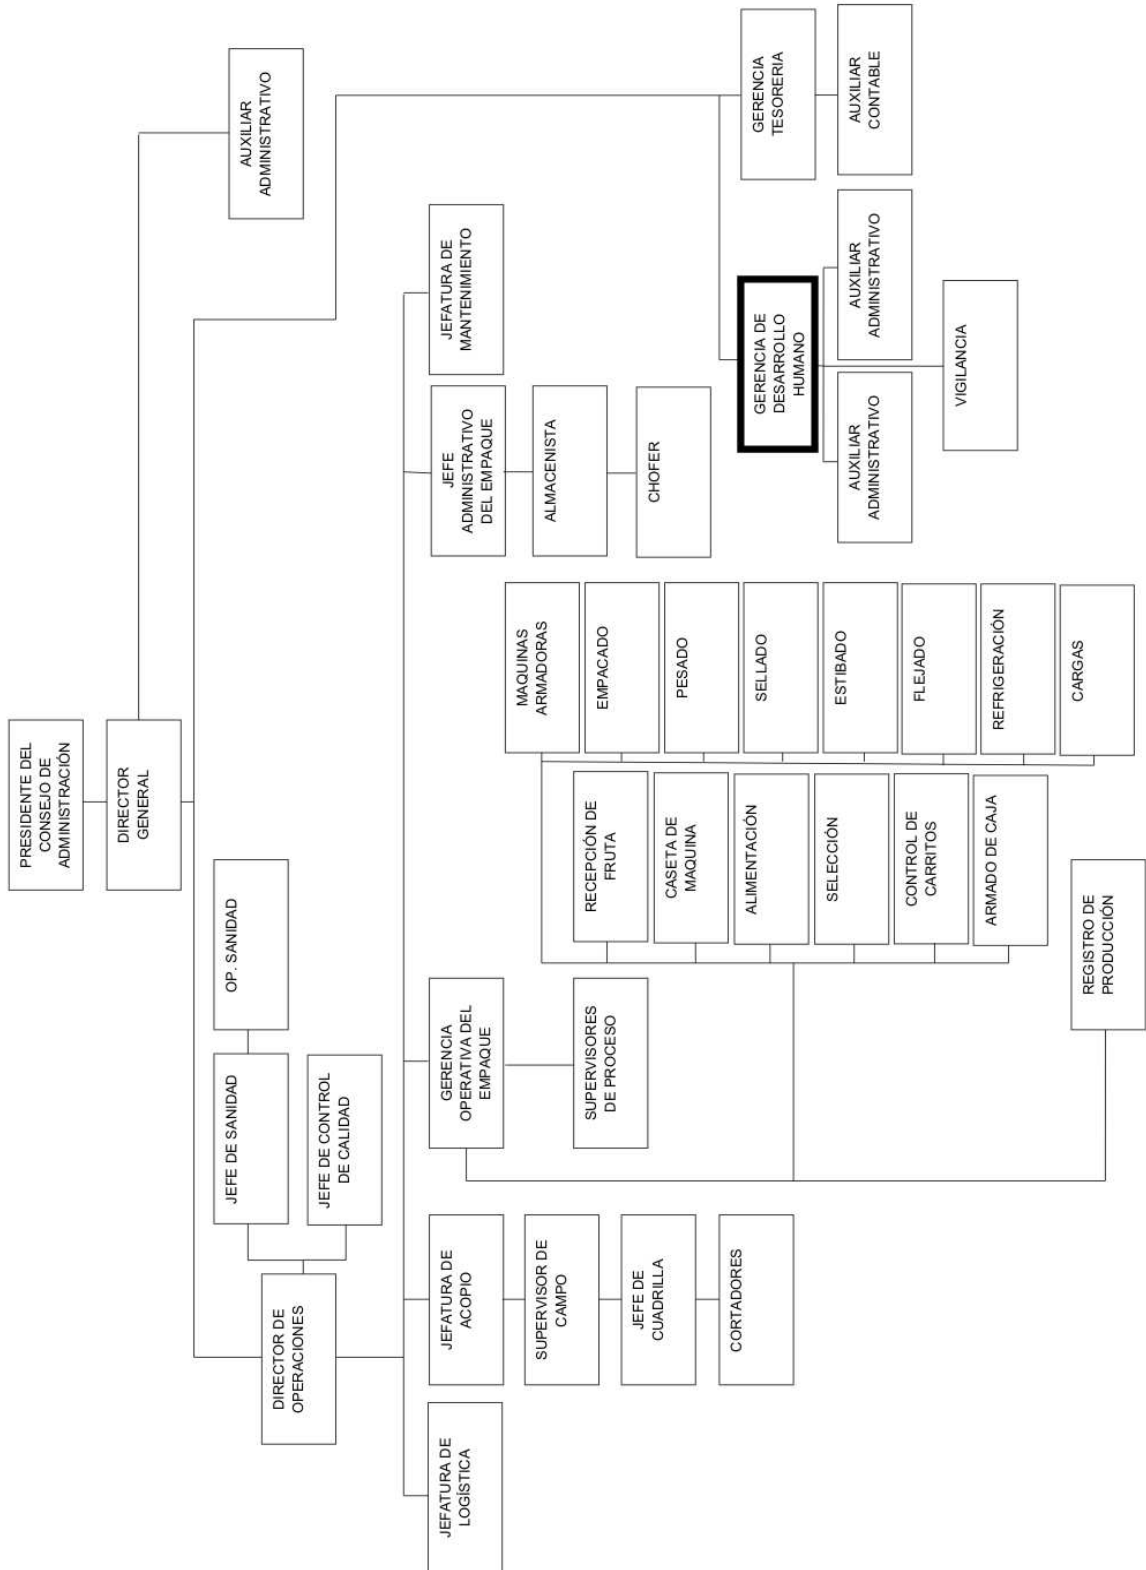 PRESIDENTE DEL
CONSEJO DE
ADMINISTRACIÓN
DIRECTOR
GENERAL
AUXILIAR
ADMINISTRATIVO
OP. SANIDAD
JEFE DE SANIDAD
JEFE DE CONTROL
DE CALIDAD
DIRECTOR DE
OPERACIONES
JEFATURA DE
LOGÍSTICA
JEFATURA DE
ACOPIO
SUPERVISOR DE
CAMPO
JEFE DE
CUADRILLA
CORTADORES
GERENCIA
OPERATIVA DEL
EMPAQUE
SUPERVISORES
DE PROCESO
RECEPCIÓN DE
FRUTA
CASETA DE
MAQUINA
ALIMENTACIÓN
SELECCIÓN
CONTROL DE
CARRITOS
ARMADO DE CAJA
MAQUINAS
ARMADORAS
EMPACADO
PESADO
SELLADO
ESTIBADO
FLEJADO
REFRIGERACIÓN
CARGAS
REGISTRO DE
PRODUCCIÓN
JEFE
ADMINISTRATIVO
DEL EMPAQUE
ALMACENISTA
CHOFER
JEFATURA DE
MANTENIMIENTO
GERENCIA DE
DESARROLLO
HUMANO
AUXILIAR
ADMINISTRATIVO
AUXILIAR
ADMINISTRATIVO
VIGILANCIA
GERENCIA
TESORERIA
AUXILIAR
CONTABLE